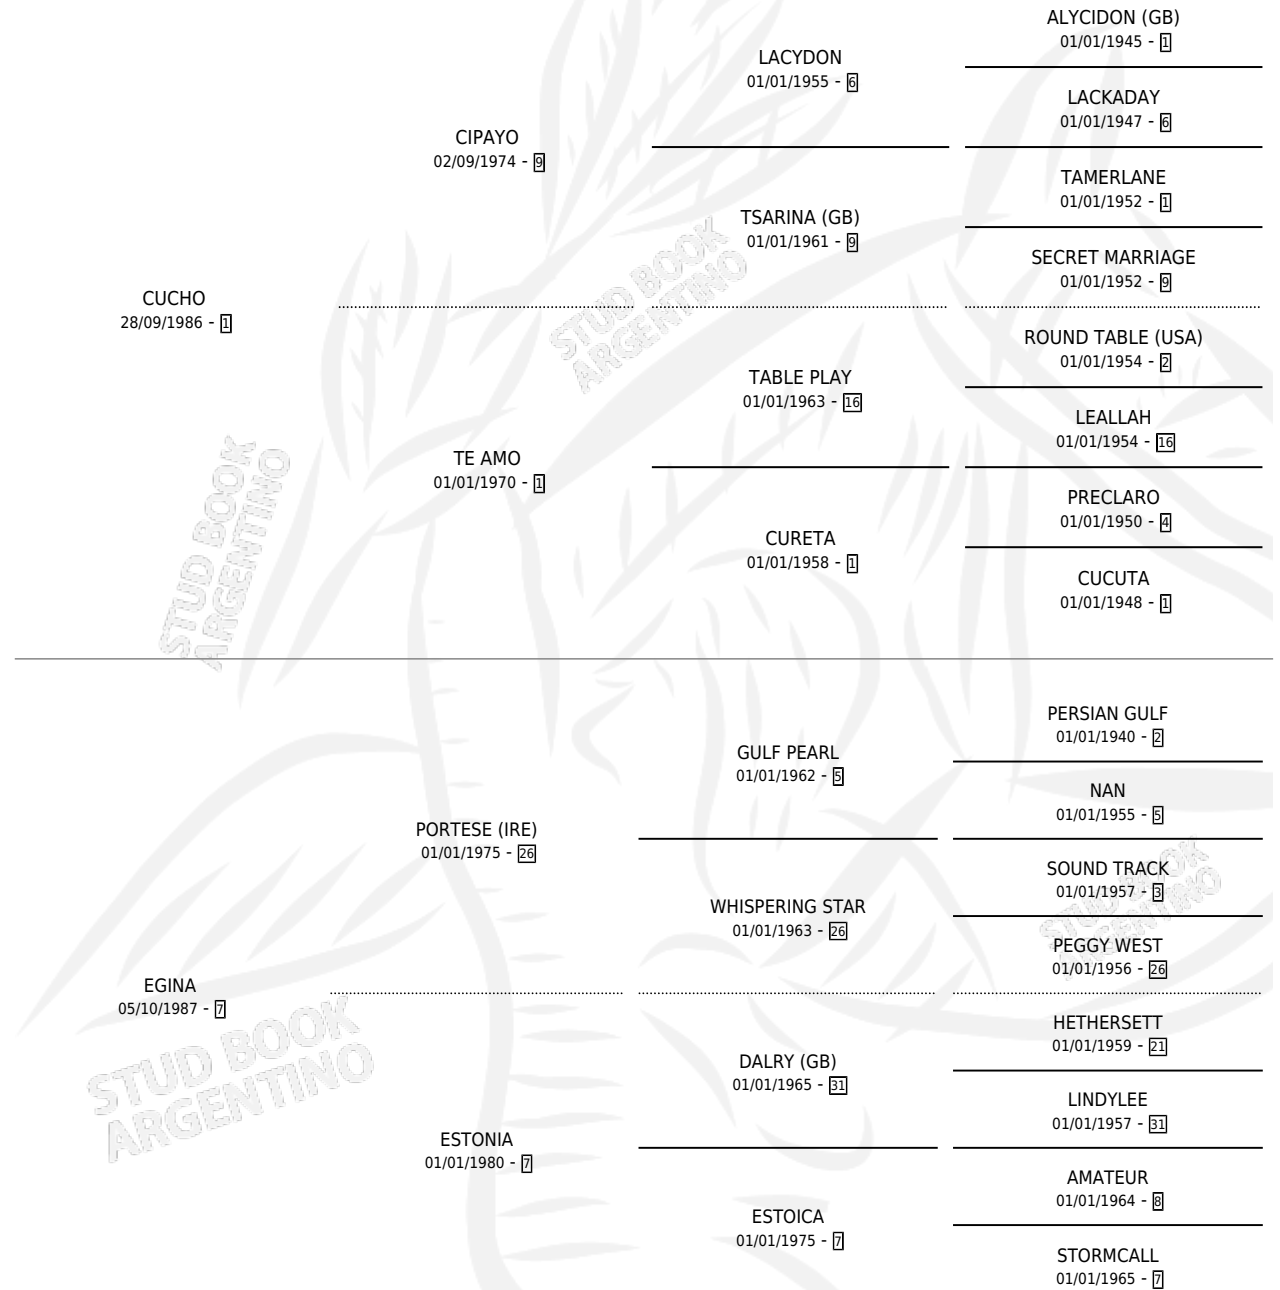 ALYCIDON (GB)
01/01/1945 - 1
LACYDON
01/01/1955 - 6
LACKADAY
01/01/1947 - 6
CIPAYO
02/09/1974 - 9
TAMERLANE
01/01/1952 - 1
TSARINA (GB)
01/01/1961 - 9
SECRET MARRIAGE
01/01/1952 - 9
CUCHO
28/09/1986 - 1
ROUND TABLE (USA)
01/01/1954 - 2
TABLE PLAY
01/01/1963 - 16
LEALLAH
01/01/1954 - 16
TE AMO
01/01/1970 - 1
PRECLARO
01/01/1950 - 4
CURETA
01/01/1958 - 1
CUCUTA
01/01/1948 - 1
STUD BOOK
ARGENTINO
STUD BOOK
ARGENTINO
PERSIAN GULF
01/01/1940 - 2
GULF PEARL
01/01/1962 - 5
NAN
01/01/1955 - 5
PORTESE (IRE)
01/01/1975 - 26
SOUND TRACK
01/01/1957 - 3
WHISPERING STAR
01/01/1963 - 26
PEGGY WEST
01/01/1956 - 26
EGINA
05/10/1987 - 7
HETHERSETT
01/01/1959 - 21
DALRY (GB)
01/01/1965 - 31
LINDYLEE
01/01/1957 - 31
ESTONIA
01/01/1980 - 7
AMATEUR
01/01/1964 - 8
ESTOICA
01/01/1975 - 7
STORMCALL
01/01/1965 - 7
STUD BOOK
ARGENTINO
STUD BOOK
ARGENTINO